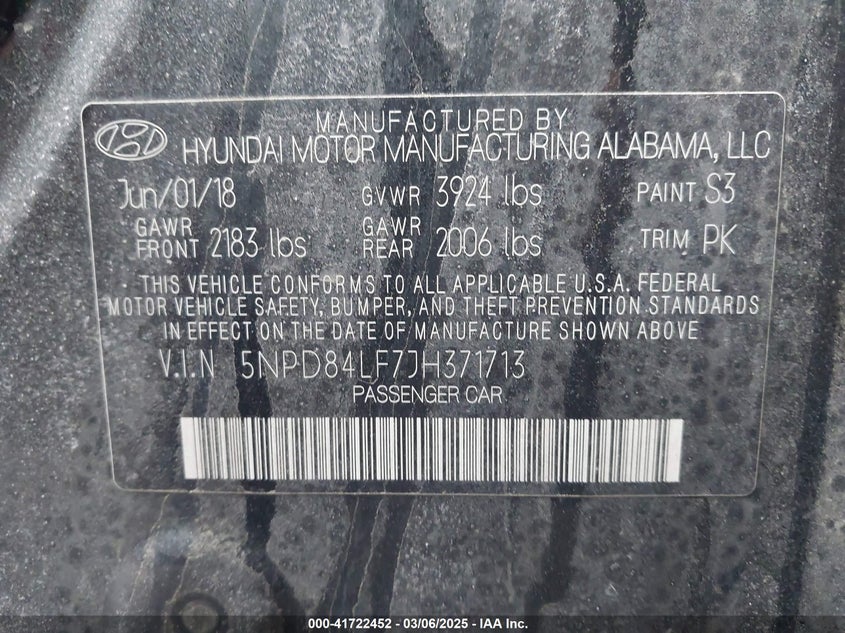 MANUFACTURED BY
HYUNDAI MOTOR MANUFACTURING ALABAMA, LLC
Jun/01/18 GVWR 3924 lbs PAINT S3
GAWR FRONT 2183 lbs GAWR REAR 2006 lbs TRIM PK
THIS VEHICLE CONFORMS TO ALL APPLICABLE U.S.A. FEDERAL
MOTOR VEHICLE SAFETY, BUMPER, AND THEFT PREVENTION STANDARDS
IN EFFECT ON THE DATE OF MANUFACTURE SHOWN ABOVE
V.I.N 5NPD84LF7JH371713
PASSENGER CAR
000-41722452 - 03/06/2025 - IAA Inc.